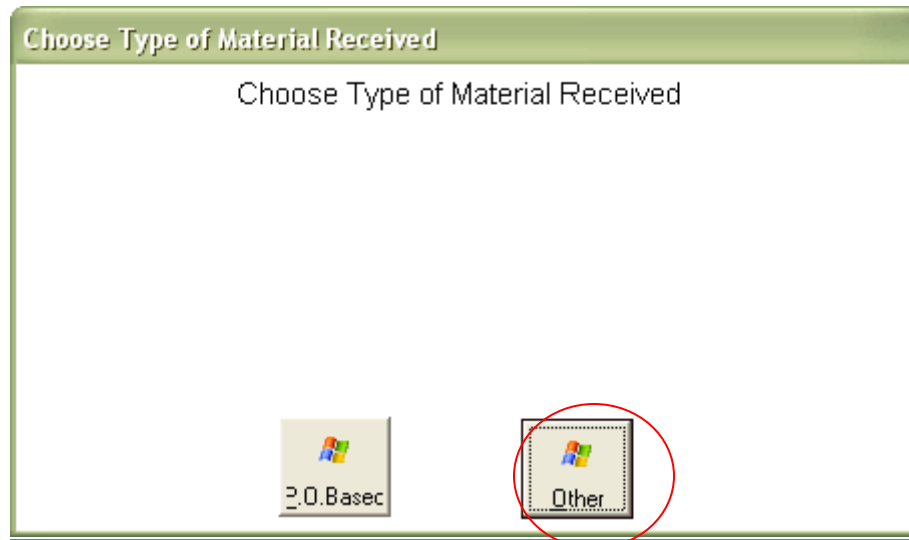 Choose Type of Material Received
Choose Type of Material Received
P.O.Basec
Other